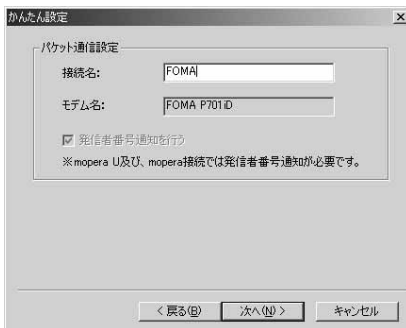 かんたん設定
パケット通信設定
接続名: FOMA
モデム名: FOMA P701iD
発信者番号通知を行う
※mopera U及び、mopera接続では発信者番号通知が必要です。
< 戻る(B) 次へ(N) > キャンセル